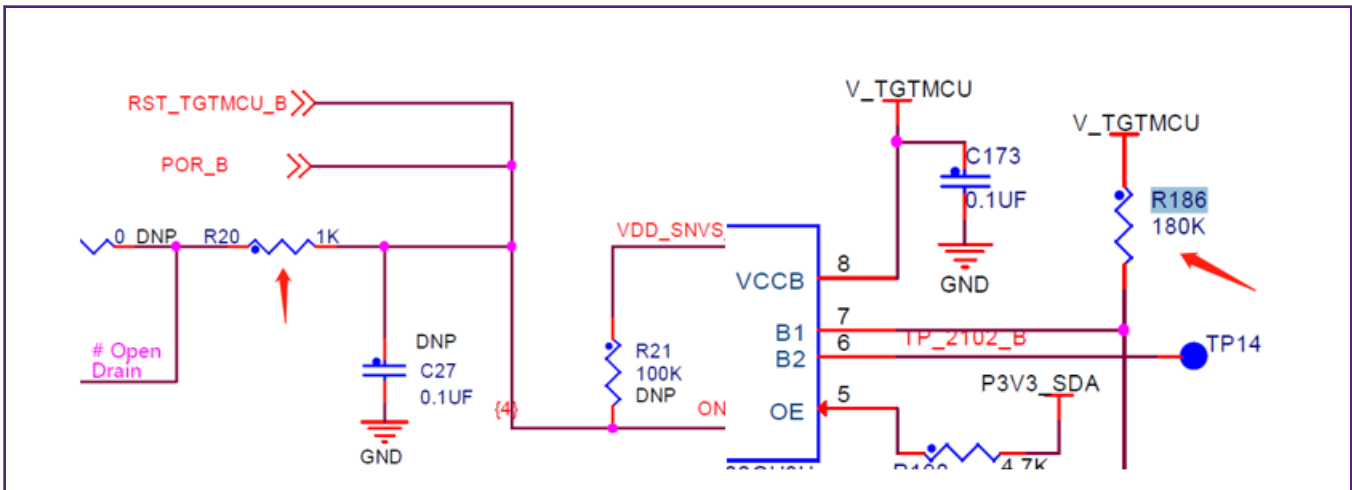 RST_TGTMCU_B
POR_B
0 DNP
R20
1K
# Open
Drain
DNP
C27
0.1UF
GND
{4}
VDD_SNVS_
R21
100K
DNP
ON
V_TGTMCU
C173
0.1UF
GND
VCCB
8
B1
7
TP_2102_B
B2
6
TP14
OE
5
P3V3_SDA
4.7K
V_TGTMCU
R186
180K